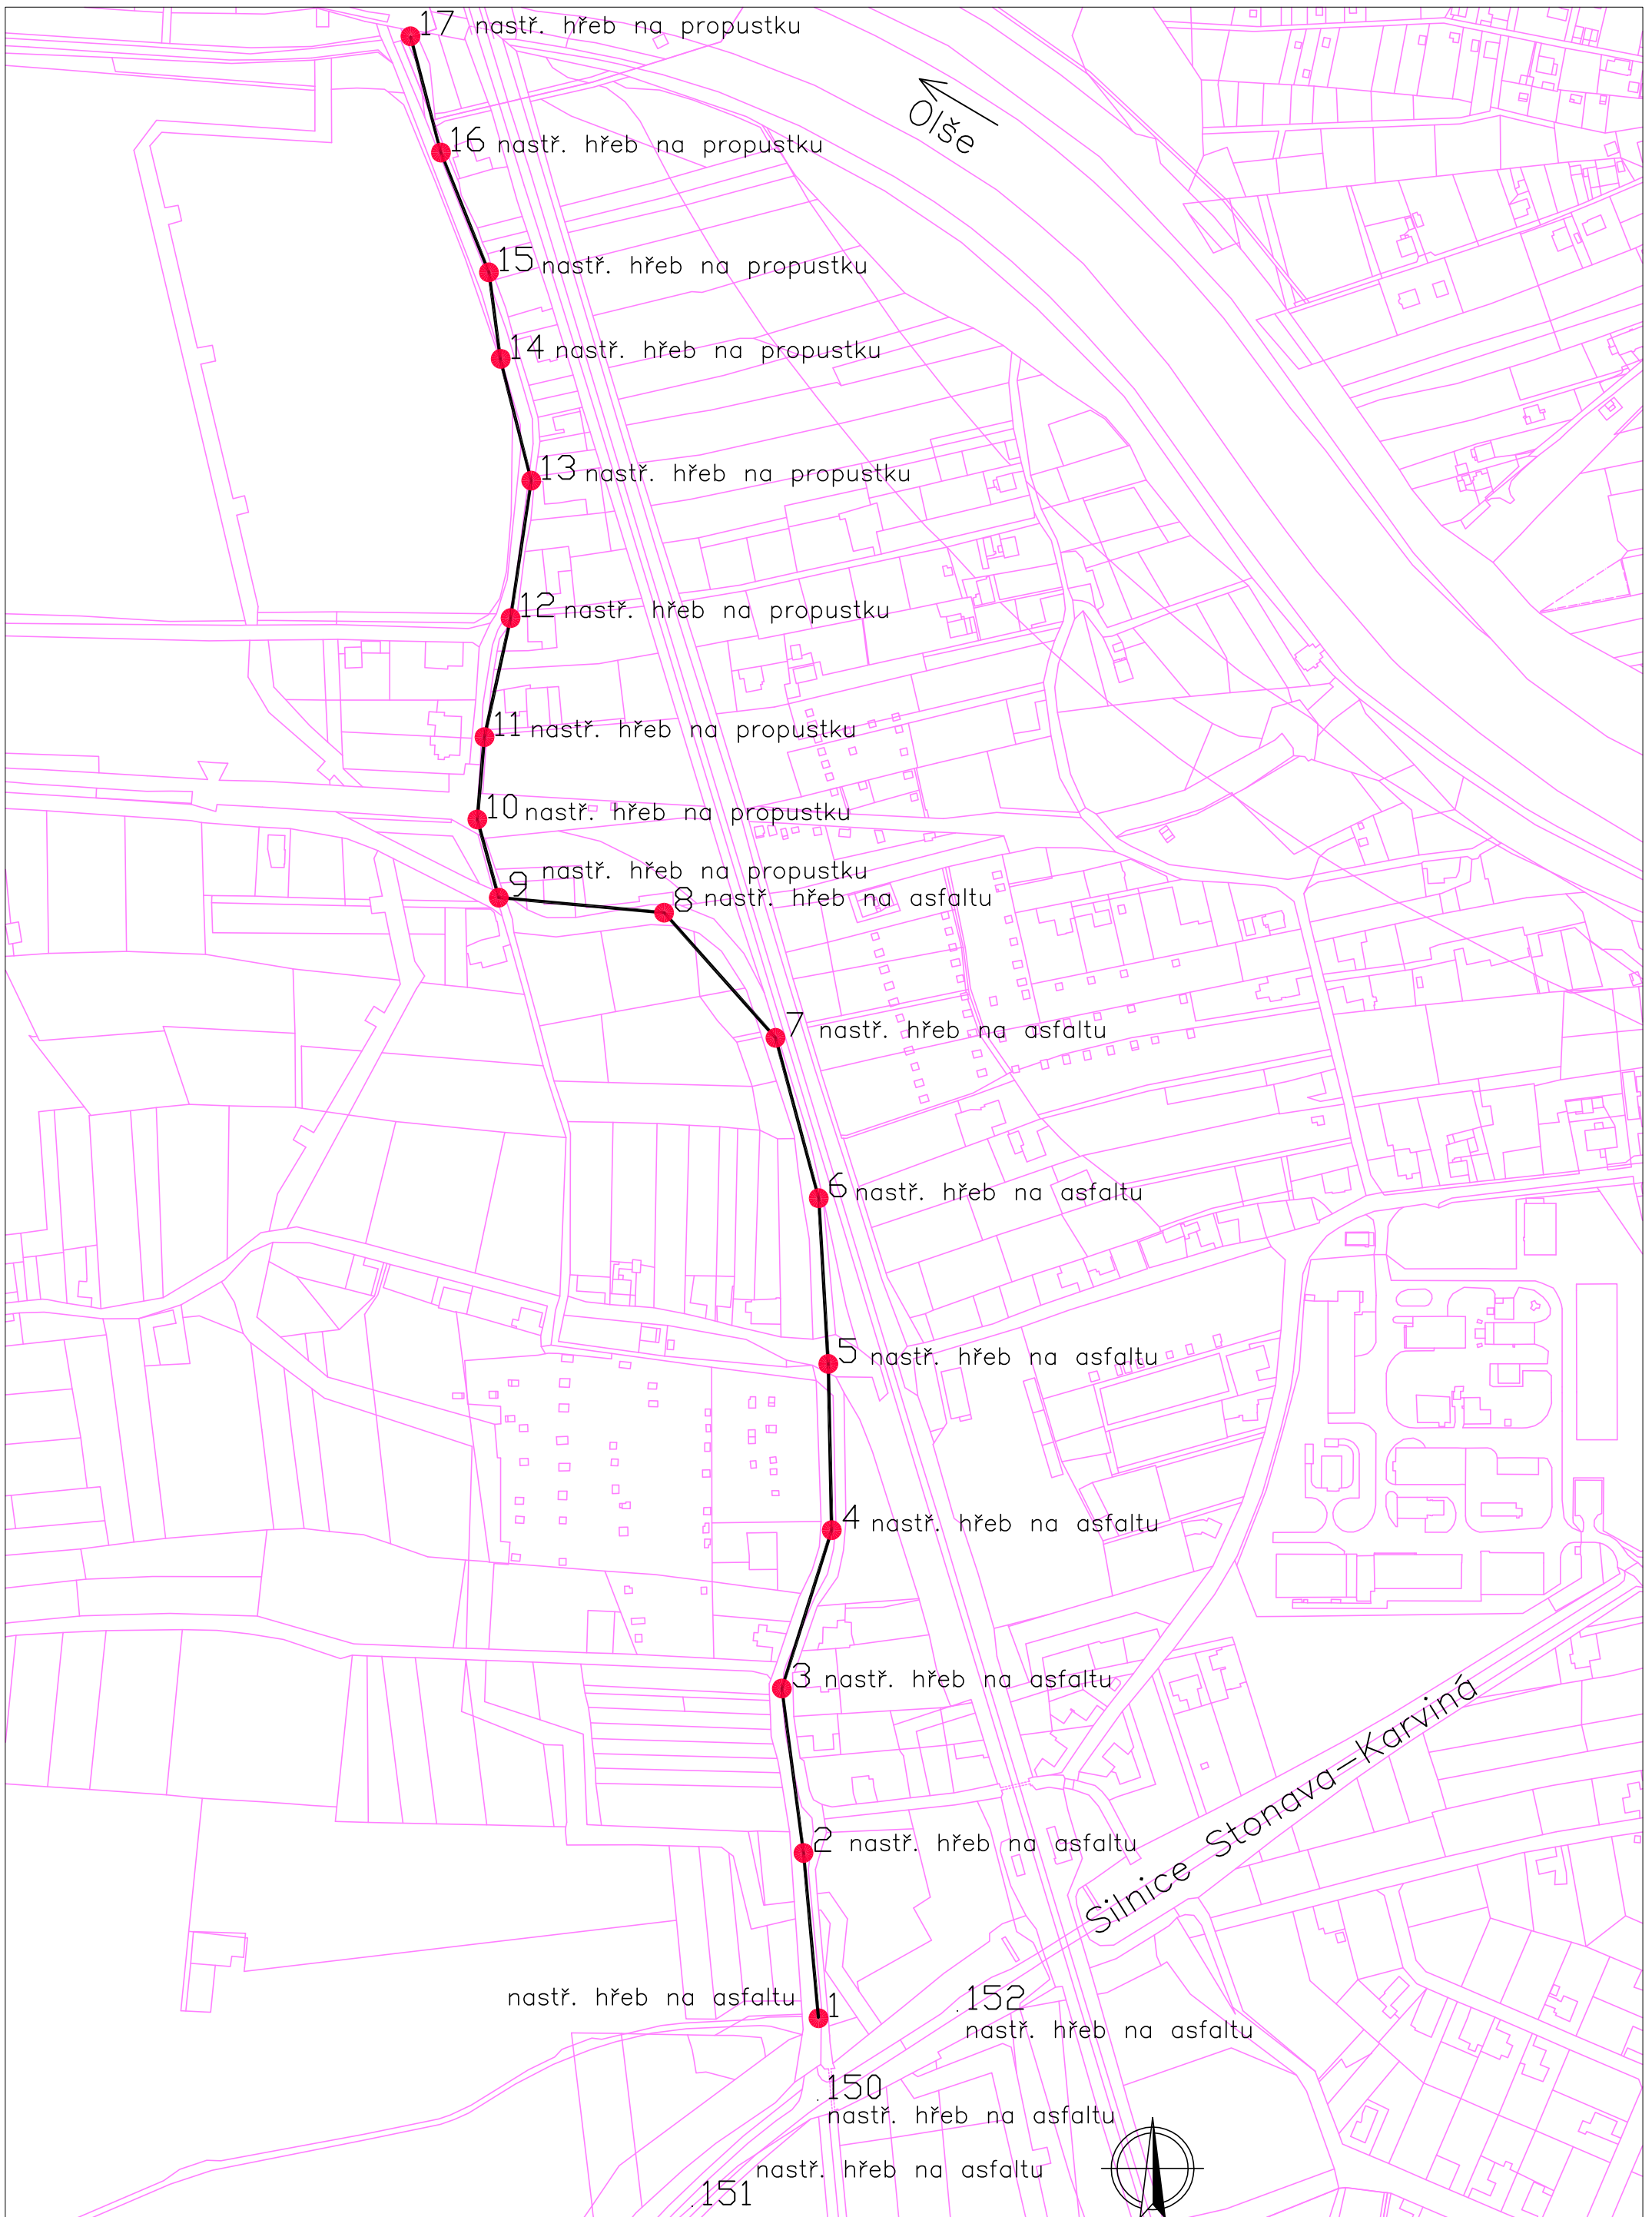 17 nastř. hřeb na propustku
Olše
16 nastř. hřeb na propustku
15 nastř. hřeb na propustku
14 nastř. hřeb na propustku
13 nastř. hřeb na propustku
12 nastř. hřeb na propustku
11 nastř. hřeb na propustku
10 nastř. hřeb na propustku
9 nastř. hřeb na propustku
8 nastř. hřeb na asfaltu
7 nastř. hřeb na asfaltu
6 nastř. hřeb na asfaltu
5 nastř. hřeb na asfaltu
4 nastř. hřeb na asfaltu
3 nastř. hřeb na asfaltu
Silnice Stonava-Karviná
2 nastř. hřeb na asfaltu
nastř. hřeb na asfaltu 1
152
nastř. hřeb na asfaltu
150
nastř. hřeb na asfaltu
nastř. hřeb na asfaltu
151